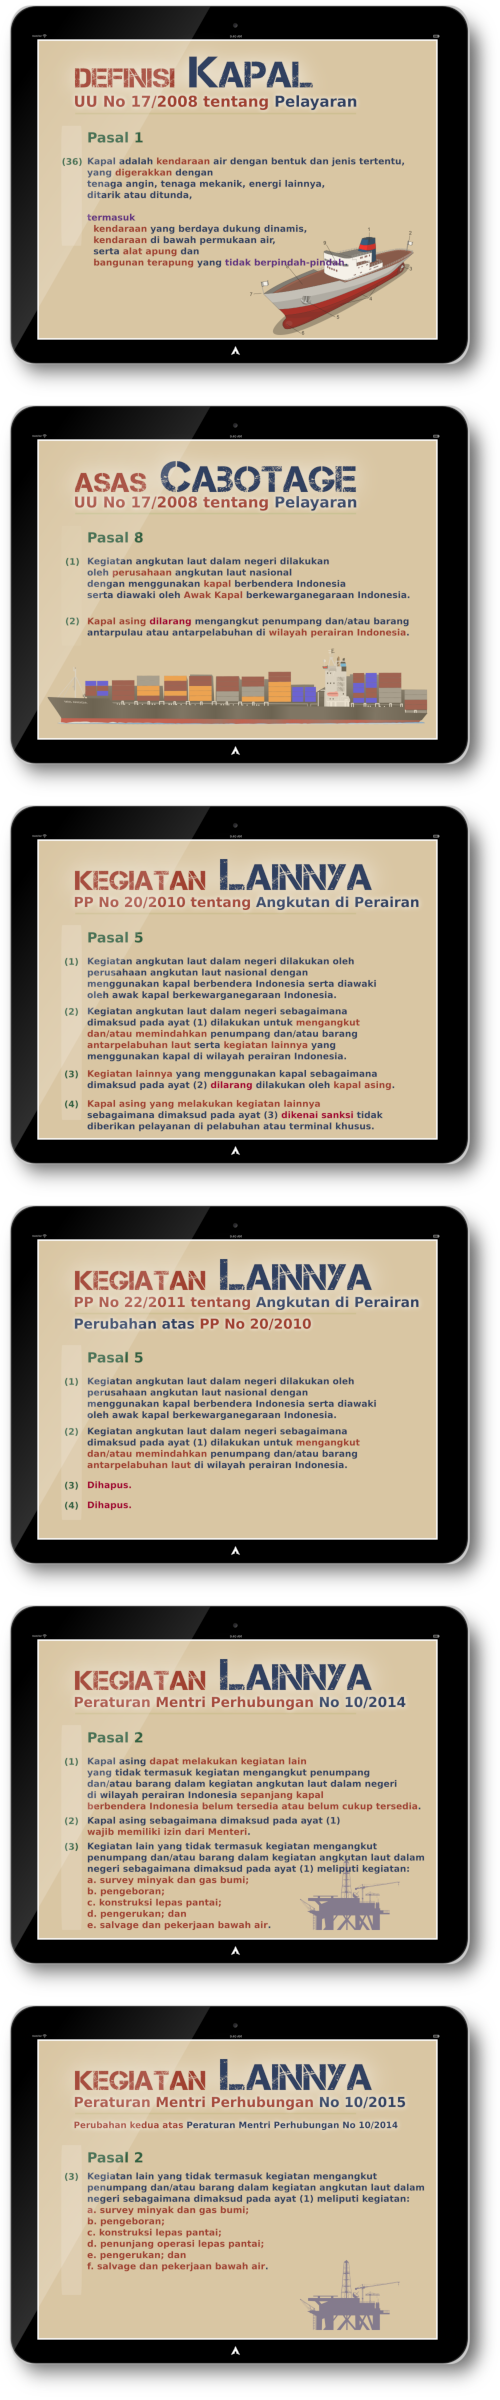 DEFINISI KAPAL
UU No 17/2008 tentang Pelayaran
Pasal 1
(36) Kapal adalah kendaraan air dengan bentuk dan jenis tertentu,
yang digerakkan dengan
tenaga angin, tenaga mekanik, energi lainnya,
ditarik atau ditunda,
termasuk
kendaraan yang berdaya dukung dinamis,
kendaraan di bawah permukaan air,
serta alat apung dan
bangunan terapung yang tidak berpindah-pindah.
ASAS CABOTAGE
UU No 17/2008 tentang Pelayaran
Pasal 8
(1) Kegiatan angkutan laut dalam negeri dilakukan
oleh perusahaan angkutan laut nasional
dengan menggunakan kapal berbendera Indonesia
serta diawaki oleh Awak Kapal berkewarganegaraan Indonesia.
(2) Kapal asing dilarang mengangkut penumpang dan/atau barang
antarpulau atau antarpelabuhan di wilayah perairan Indonesia.
KEGIATAN LAINNYA
PP No 20/2010 tentang Angkutan di Perairan
Pasal 5
(1) Kegiatan angkutan laut dalam negeri dilakukan oleh
perusahaan angkutan laut nasional dengan
menggunakan kapal berbendera Indonesia serta diawaki
oleh awak kapal berkewarganegaraan Indonesia.
(2) Kegiatan angkutan laut dalam negeri sebagaimana
dimaksud pada ayat (1) dilakukan untuk mengangkut
dan/atau memindahkan penumpang dan/atau barang
antarpelabuhan laut serta kegiatan lainnya yang
menggunakan kapal di wilayah perairan Indonesia.
(3) Kegiatan lainnya yang menggunakan kapal sebagaimana
dimaksud pada ayat (2) dilarang dilakukan oleh kapal asing.
(4) Kapal asing yang melakukan kegiatan lainnya
sebagaimana dimaksud pada ayat (3) dikenai sanksi tidak
diberikan pelayanan di pelabuhan atau terminal khusus.
KEGIATAN LAINNYA
PP No 22/2011 tentang Angkutan di Perairan
Perubahan atas PP No 20/2010
Pasal 5
(1) Kegiatan angkutan laut dalam negeri dilakukan oleh
perusahaan angkutan laut nasional dengan
menggunakan kapal berbendera Indonesia serta diawaki
oleh awak kapal berkewarganegaraan Indonesia.
(2) Kegiatan angkutan laut dalam negeri sebagaimana
dimaksud pada ayat (1) dilakukan untuk mengangkut
dan/atau memindahkan penumpang dan/atau barang
antarpelabuhan laut di wilayah perairan Indonesia.
(3) Dihapus.
(4) Dihapus.
KEGIATAN LAINNYA
Peraturan Mentri Perhubungan No 10/2014
Pasal 2
(1) Kapal asing dapat melakukan kegiatan lain
yang tidak termasuk kegiatan mengangkut penumpang
dan/atau barang dalam kegiatan angkutan laut dalam negeri
di wilayah perairan Indonesia sepanjang kapal
berbendera Indonesia belum tersedia atau belum cukup tersedia.
(2) Kapal asing sebagaimana dimaksud pada ayat (1)
wajib memiliki izin dari Menteri.
(3) Kegiatan lain yang tidak termasuk kegiatan mengangkut
penumpang dan/atau barang dalam kegiatan angkutan laut dalam
negeri sebagaimana dimaksud pada ayat (1) meliputi kegiatan:
a. survey minyak dan gas bumi;
b. pengeboran;
c. konstruksi lepas pantai;
d. pengerukan; dan
e. salvage dan pekerjaan bawah air.
KEGIATAN LAINNYA
Peraturan Mentri Perhubungan No 10/2015
Perubahan kedua atas Peraturan Mentri Perhubungan No 10/2014
Pasal 2
(3) Kegiatan lain yang tidak termasuk kegiatan mengangkut
penumpang dan/atau barang dalam kegiatan angkutan laut dalam
negeri sebagaimana dimaksud pada ayat (1) meliputi kegiatan:
a. survey minyak dan gas bumi;
b. pengeboran;
c. konstruksi lepas pantai;
d. penunjang operasi lepas pantai;
e. pengerukan; dan
f. salvage dan pekerjaan bawah air.